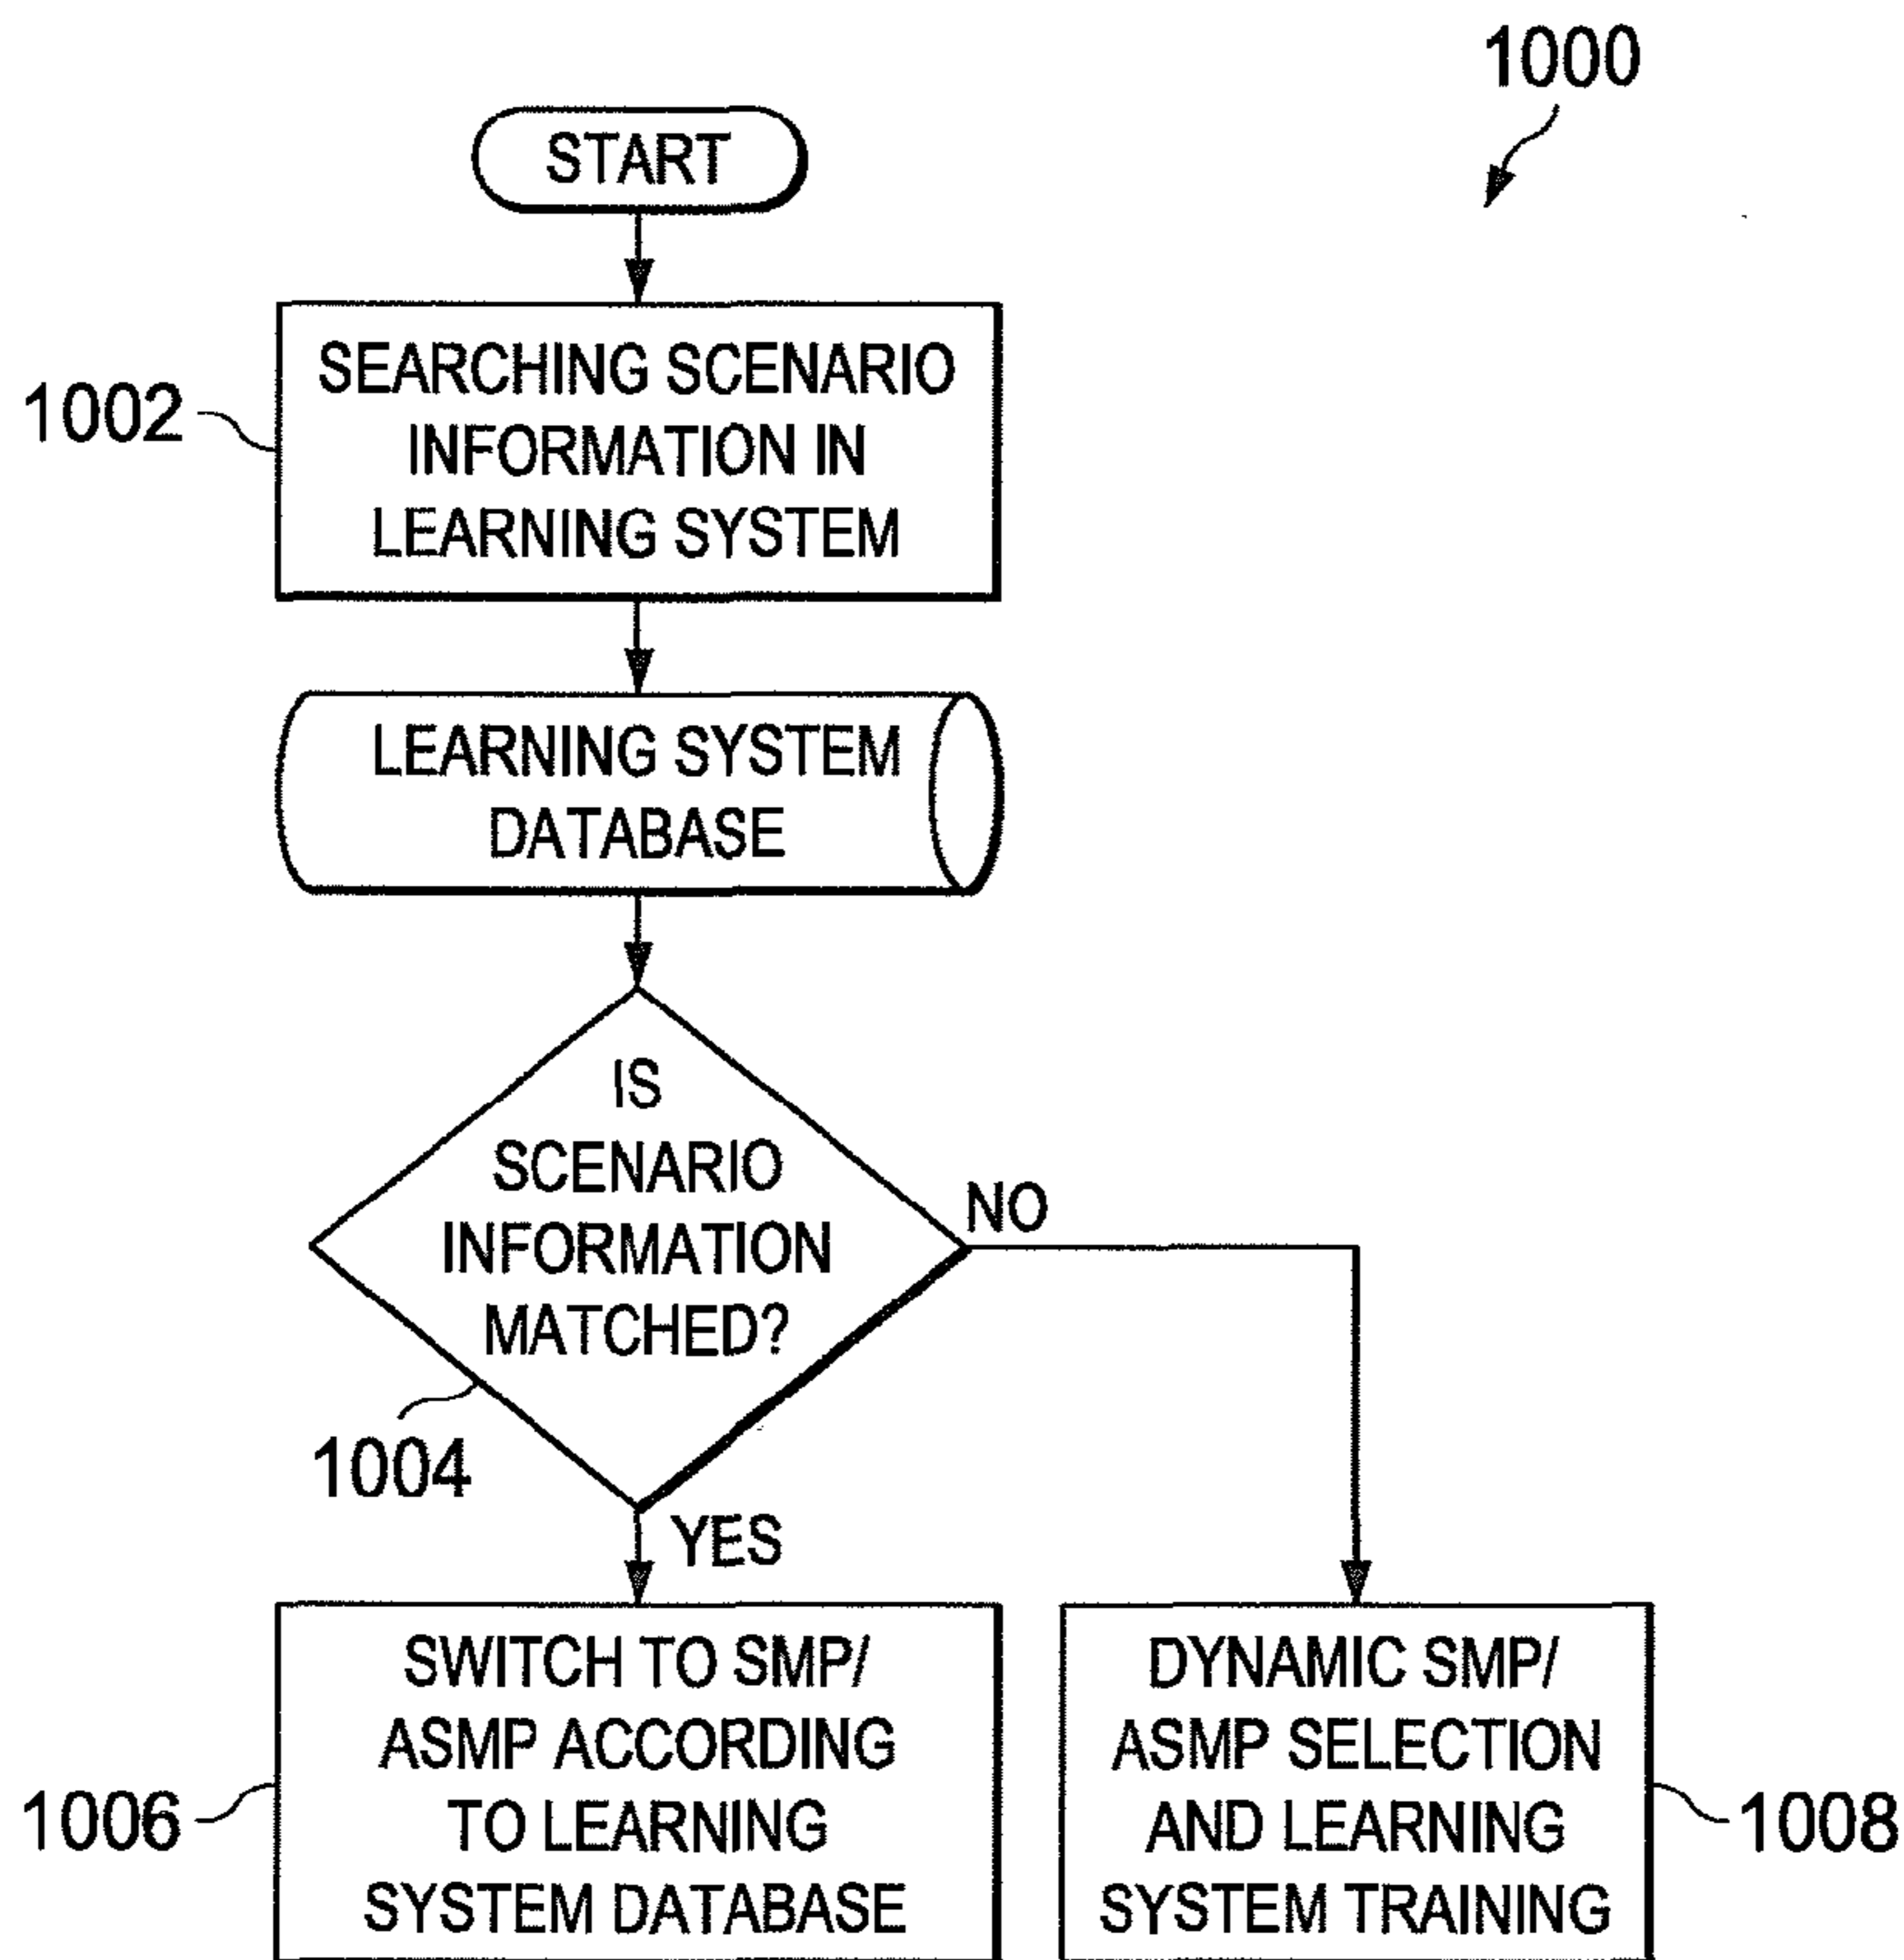 1000
START
1002
SEARCHING SCENARIO
INFORMATION IN
LEARNING SYSTEM
LEARNING SYSTEM
DATABASE
IS
SCENARIO
INFORMATION
MATCHED?
NO
1004
YES
1006
SWITCH TO SMP/
ASMP ACCORDING
TO LEARNING
SYSTEM DATABASE
DYNAMIC SMP/
ASMP SELECTION
AND LEARNING
SYSTEM TRAINING
1008